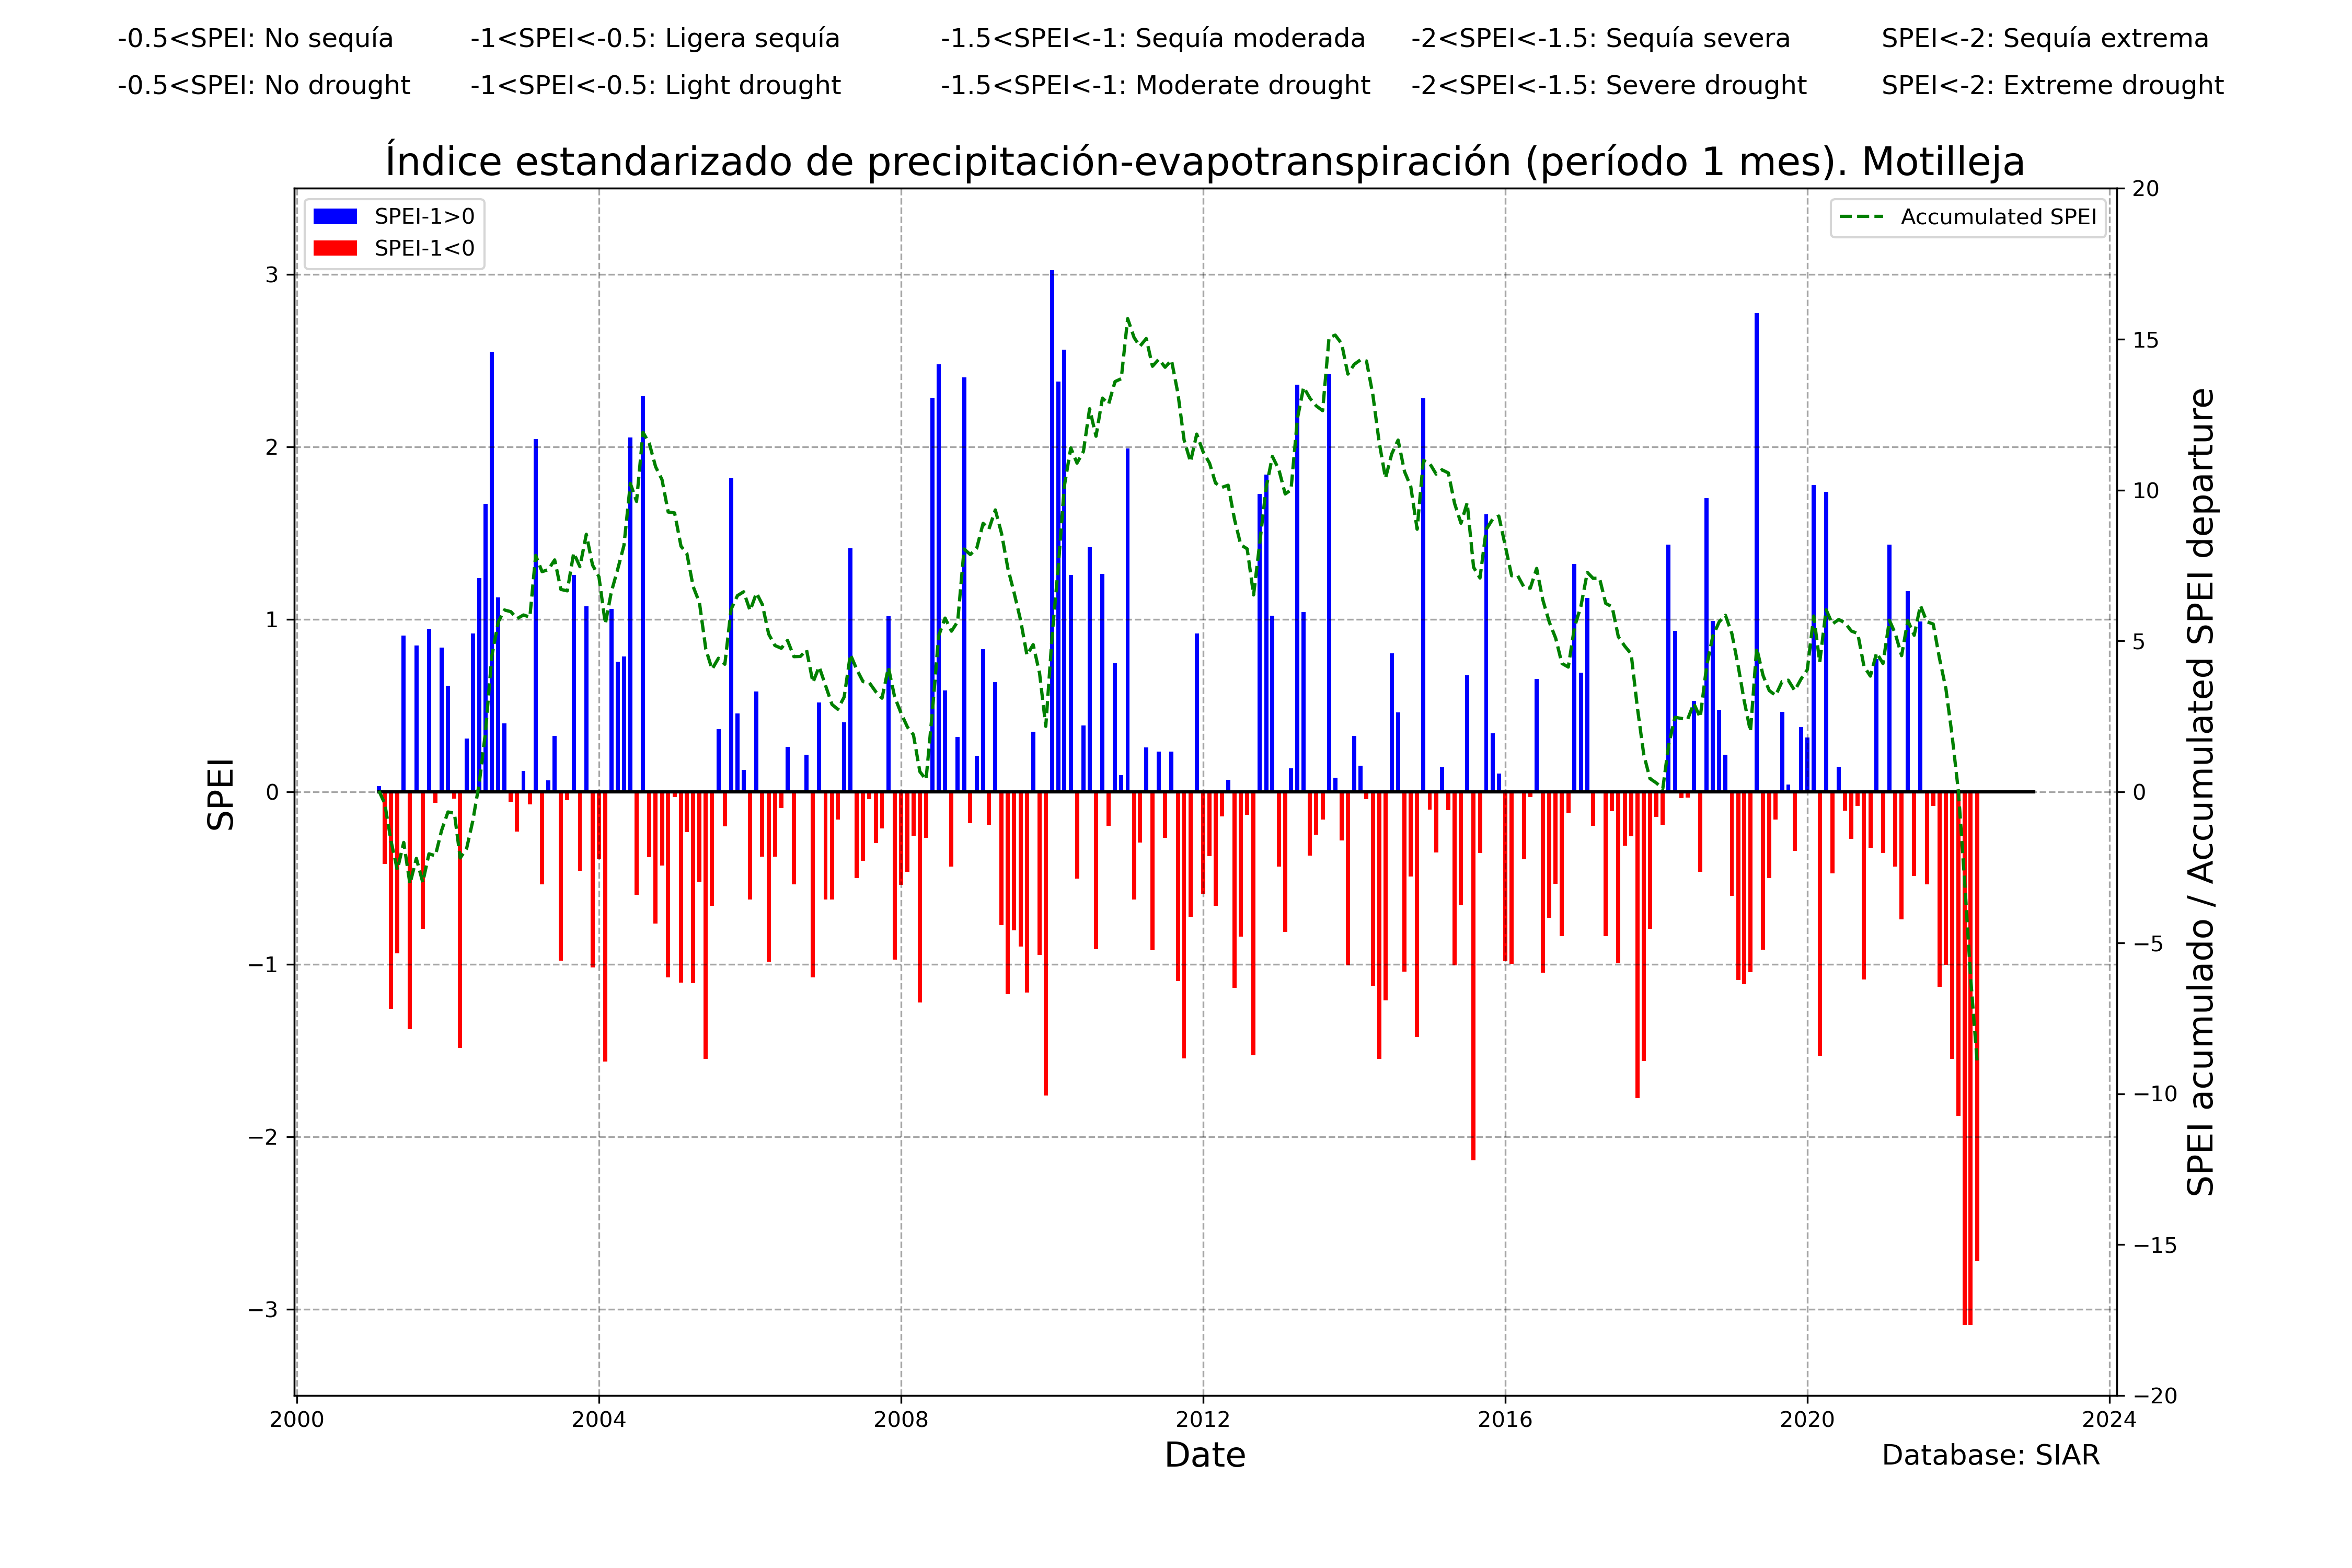 -0.5<SPEI: No sequía -1<SPEI<-0.5: Ligera sequía -1.5<SPEI<-1: Sequía moderada -2<SPEI<-1.5: Sequía severa SPEI<-2: Sequía extrema
-0.5<SPEI: No drought -1<SPEI<-0.5: Light drought -1.5<SPEI<-1: Moderate drought -2<SPEI<-1.5: Severe drought SPEI<-2: Extreme drought
Índice estandarizado de precipitación-evapotranspiración (período 1 mes). Motilleja
SPEI-1>0
SPEI-1<0
Accumulated SPEI
SPEI
3
2
1
0
−1
−2
−3
20
15
10
5
0
−5
−10
−15
−20
SPEI acumulado / Accumulated SPEI departure
2000 2004 2008 2012 2016 2020 2024
Date
Database: SIAR